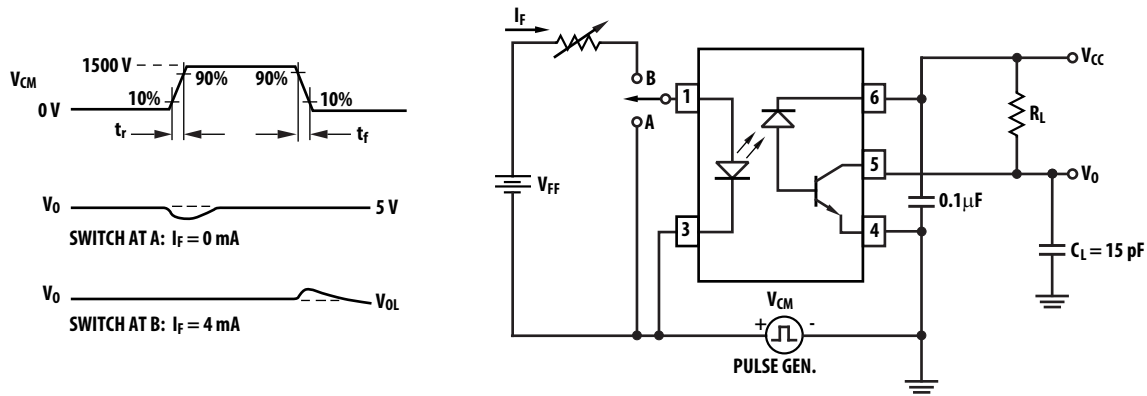 V_CM
1500 V
0 V
10%
90%
90%
10%
t_r
t_f
V_O
5 V
SWITCH AT A: I_F = 0 mA
V_O
V_OL
SWITCH AT B: I_F = 4 mA
I_F
B
A
V_FF
1
3
6
5
4
V_CC
R_L
V_O
0.1μF
C_L = 15 pF
V_CM
+
-
PULSE GEN.